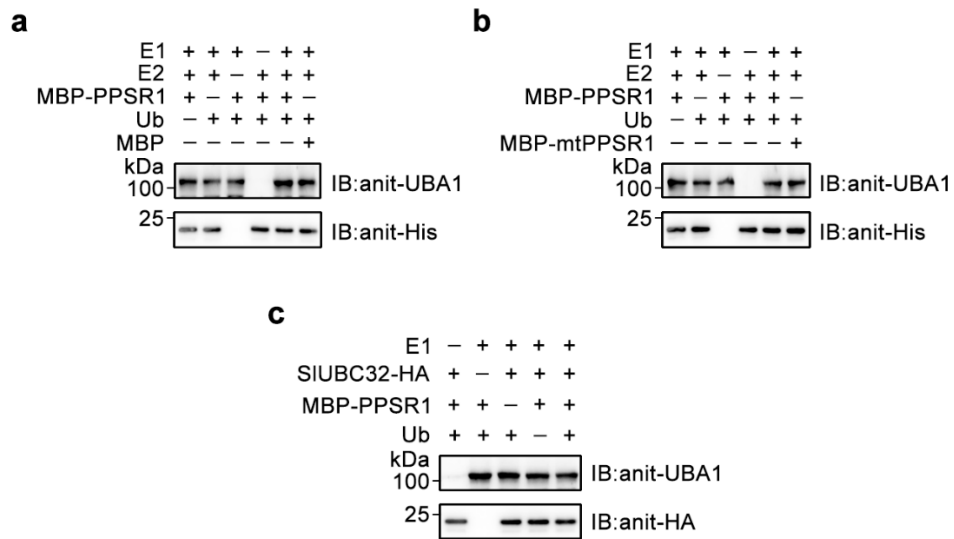 a
E1 + + + − + +
E2 + + − + + +
MBP-PPSR1 + − + + + −
Ub − + + + + +
MBP − − − − − +
kDa
100 IB:anit-UBA1
25
IB:anit-His
b
E1 + + + − + +
E2 + + − + + +
MBP-PPSR1 + − + + + −
Ub − + + + + +
MBP-mtPPSR1 − − − − − +
kDa
100 IB:anit-UBA1
25
IB:anit-His
c
E1 − + + + +
SlUBC32-HA + − + + +
MBP-PPSR1 + + − + +
Ub + + + − +
kDa
100 IB:anit-UBA1
25
IB:anit-HA